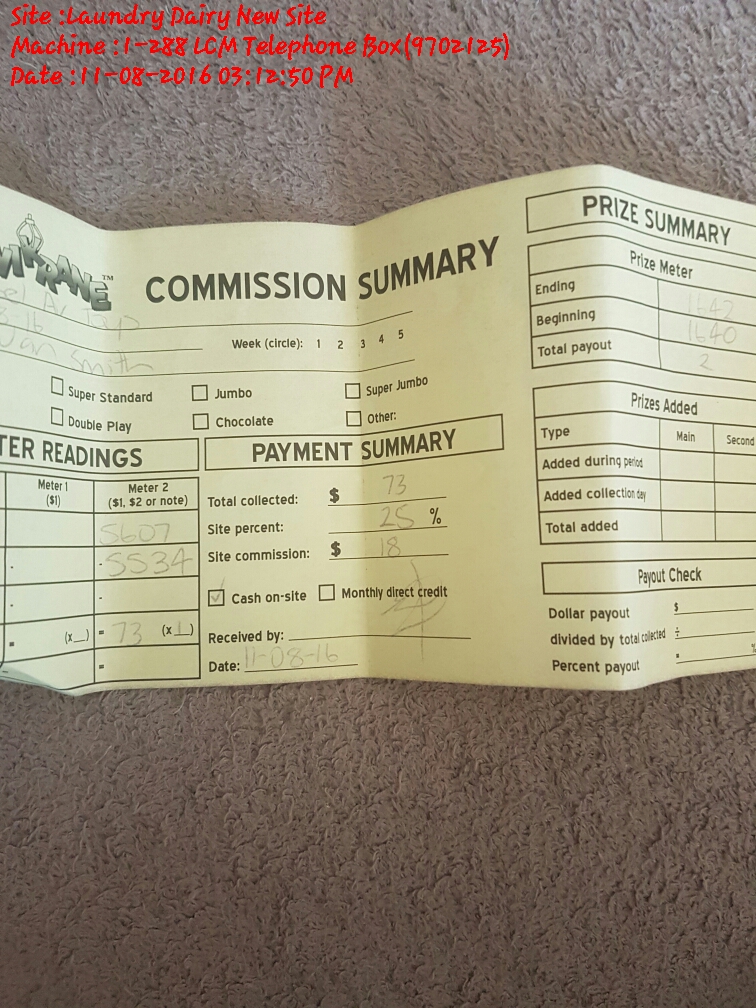 Site :Laundry Dairy New Site
Machine :1-288 LCM Telephone Box(9702125)
Date :11-08-2016 03:12:50 PM
KRANE™
COMMISSION SUMMARY
Smith
Week (circle): 1 2 3 4 5
Super Standard Jumbo Super Jumbo
Double Play Chocolate Other:
TER READINGS
Meter 1 ($1)
Meter 2 ($1, $2 or note)
5607
- 5534
-
(x__) = 73 (x 1)
=
PAYMENT SUMMARY
Total collected: $ 73
Site percent: 25 %
Site commission: $ 18
✓ Cash on-site Monthly direct credit
Received by:
Date: 11-08-16
PRIZE SUMMARY
Prize Meter
Ending 1642
Beginning 1640
Total payout 2
Prizes Added
Type Main Second
Added during period
Added collection day
Total added
Payout Check
Dollar payout $
divided by total collected ÷
Percent payout =